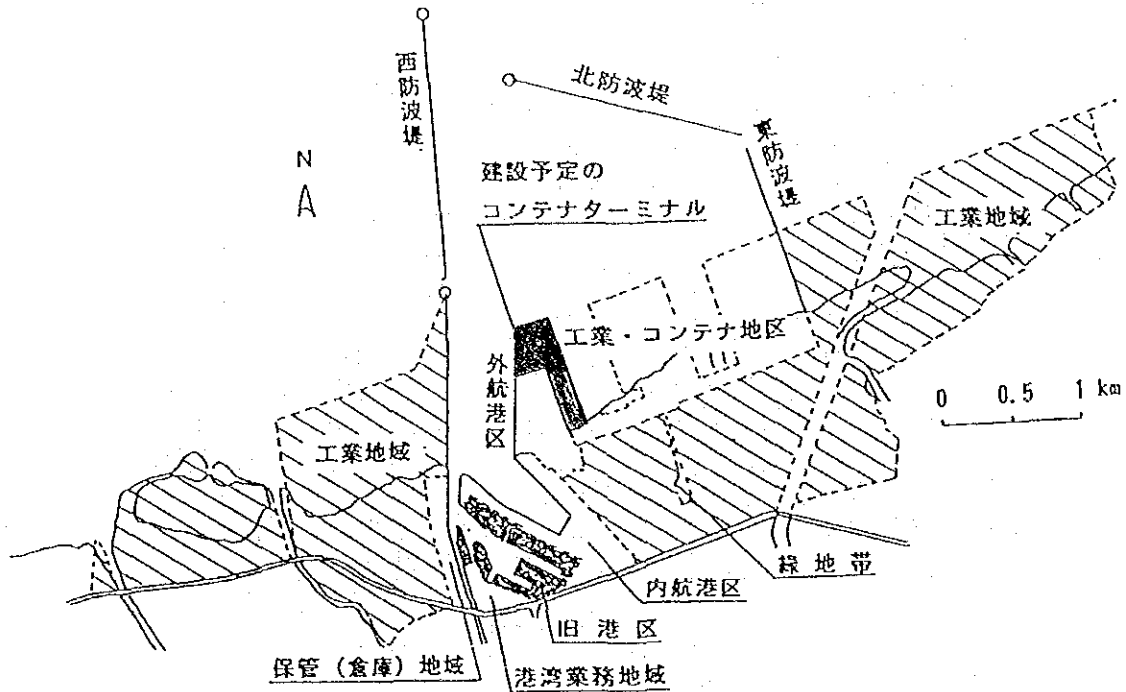 西防波堤
北防波堤
東防波堤
N
建設予定の
コンテナターミナル
工業地域
工業・コンテナ地区
外航港区
0 0.5 1 km
工業地域
緑地帯
内航港区
旧港区
保管(倉庫)地域
港湾業務地域